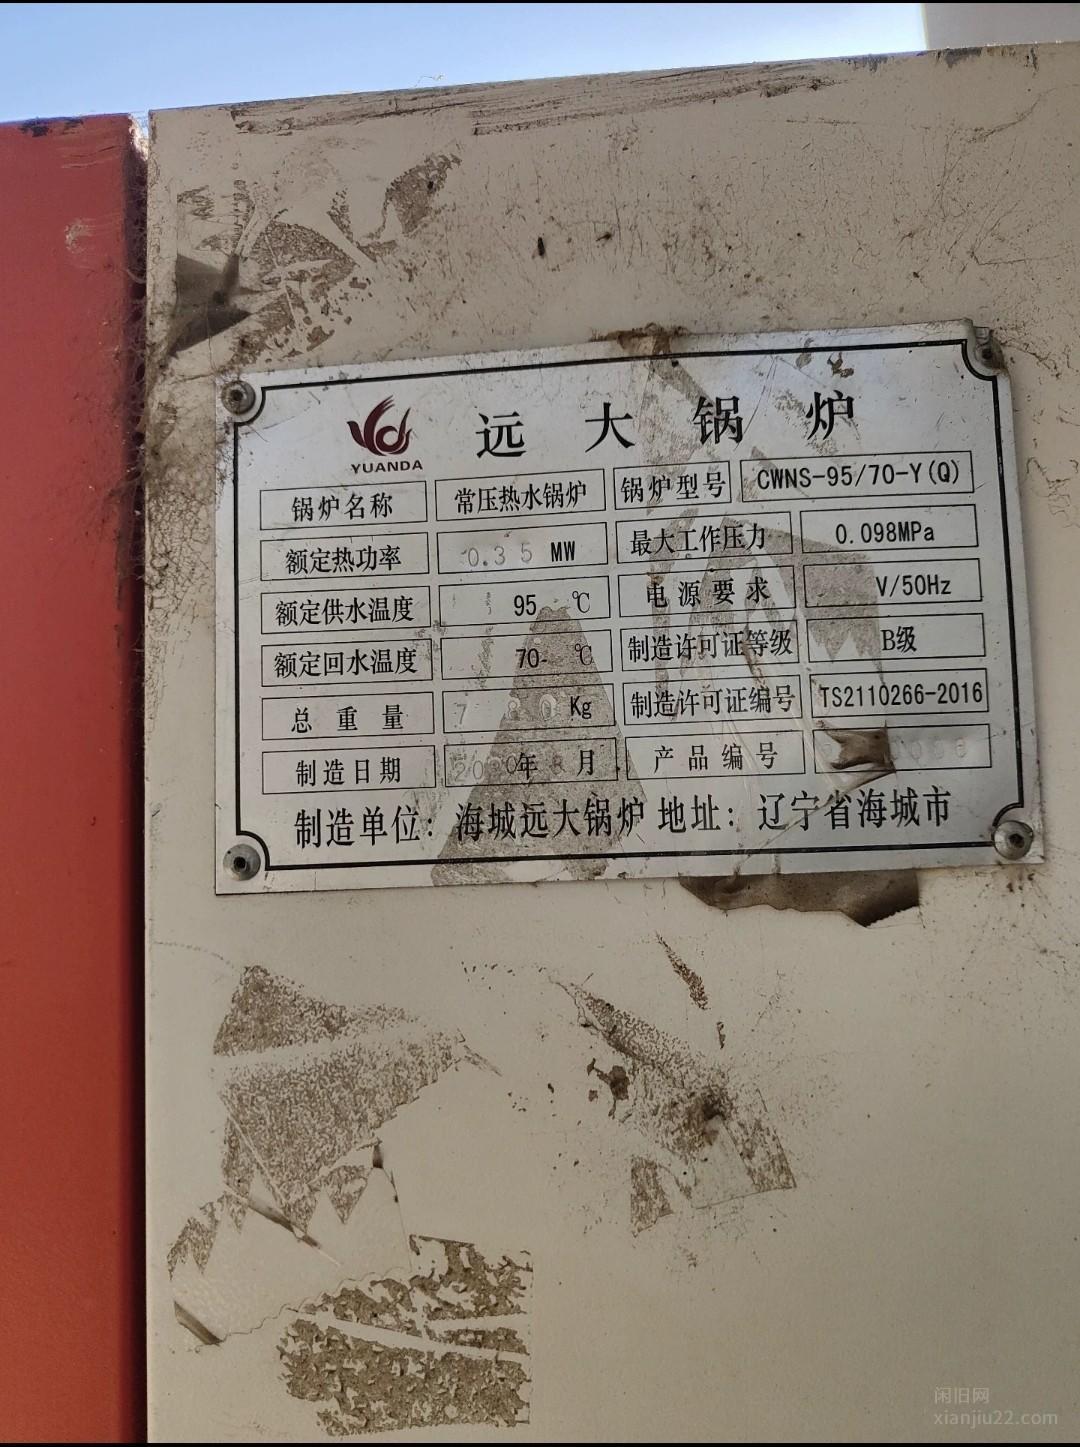 YUANDA
远大锅炉
锅炉名称 常压热水锅炉 锅炉型号 CWNS-95/70-Y(Q)
额定热功率 0.35 MW 最大工作压力 0.098MPa
额定供水温度 95 ℃ 电源要求 V/50Hz
额定回水温度 70 ℃ 制造许可证等级 B级
总重量 Kg 制造许可证编号 TS2110266-2016
制造日期 年 8 月 产品编号
制造单位：海城远大锅炉 地址：辽宁省海城市
闲旧网
xianjiu22.com